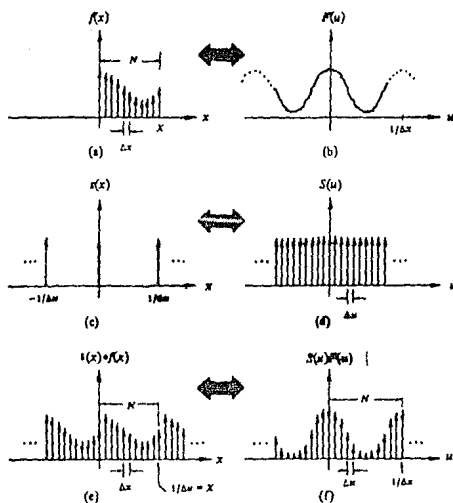 f(x)
F(u)
N
Δx
X
x
1/Δx
u
(a)
(b)
s(x)
S(u)
...
...
...
...
−1/Δu
1/Δu
x
Δu
u
(c)
(d)
s(x)*f(x)
S(u)F(u)
N
N
...
...
...
...
x
u
Δx
1/Δu = X
Δu
1/Δx
(e)
(f)